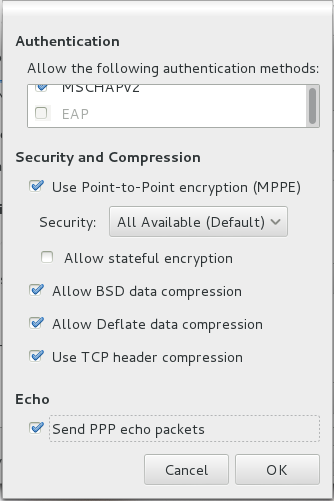 Authentication
Allow the following authentication methods:
MSCHAPv2
EAP
Security and Compression
Use Point-to-Point encryption (MPPE)
Security: All Available (Default)
Allow stateful encryption
Allow BSD data compression
Allow Deflate data compression
Use TCP header compression
Echo
Send PPP echo packets
Cancel OK